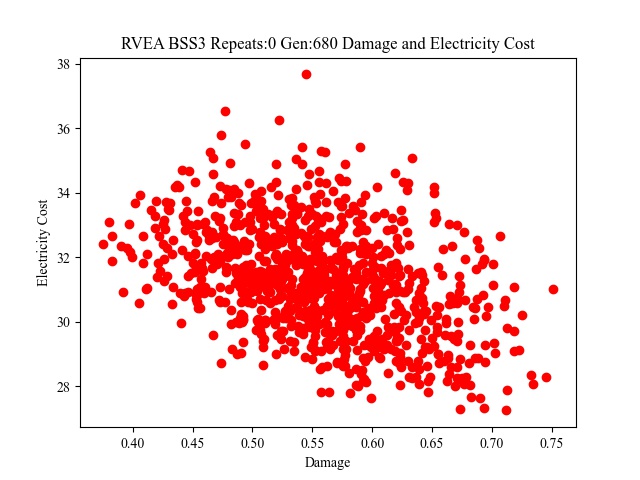 RVEA BSS3 Repeats:0 Gen:680 Damage and Electricity Cost
38
36
34
32
30
28
Electricity Cost
0.40 0.45 0.50 0.55 0.60 0.65 0.70 0.75
Damage